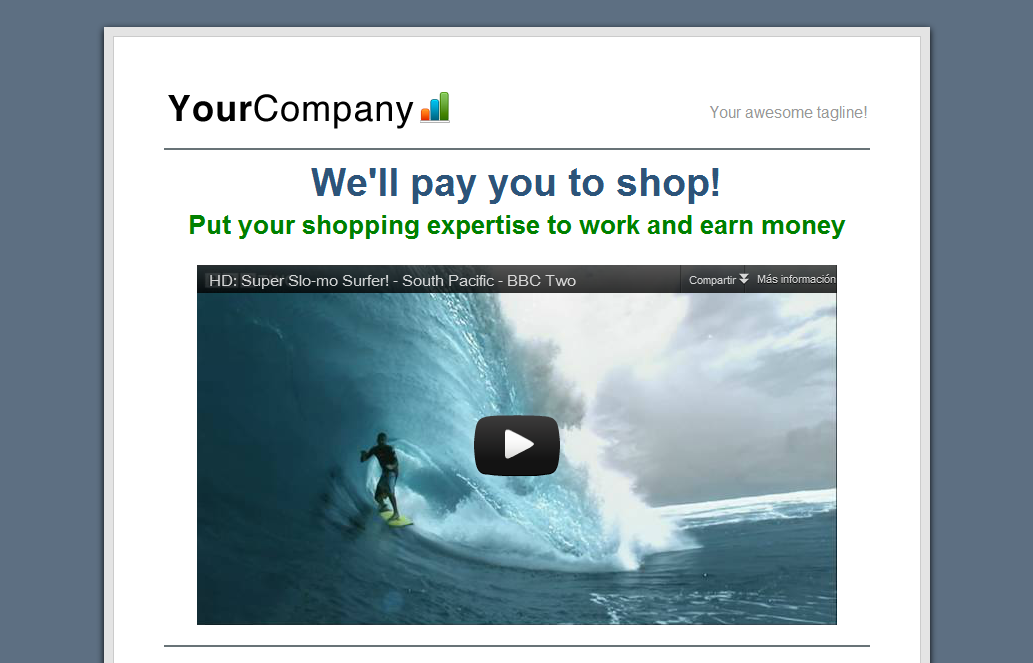 YourCompany
Your awesome tagline!
We'll pay you to shop!
Put your shopping expertise to work and earn money
HD: Super Slo-mo Surfer! - South Pacific - BBC Two
Compartir
Más información